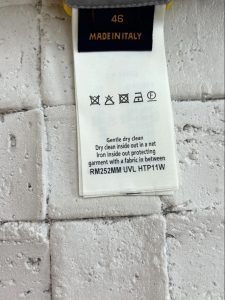 46
MADE IN ITALY
Gentle dry clean
Dry clean inside out in a net
Iron inside out protecting
garment with a fabric in between
RM252MM UVL HTP11W